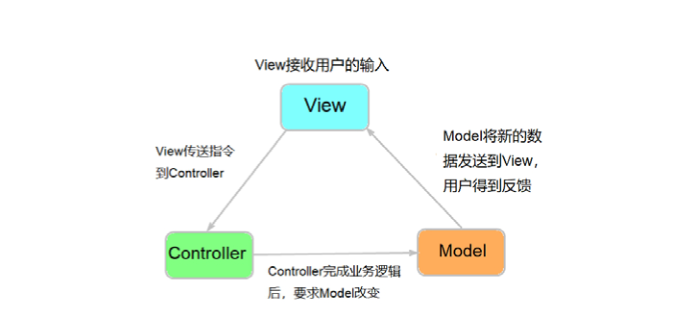 View接收用户的输入
View
Model将新的数
据发送到View，
用户得到反馈
View传送指令
到Controller
Controller
Model
Controller完成业务逻辑
后，要求Model改变